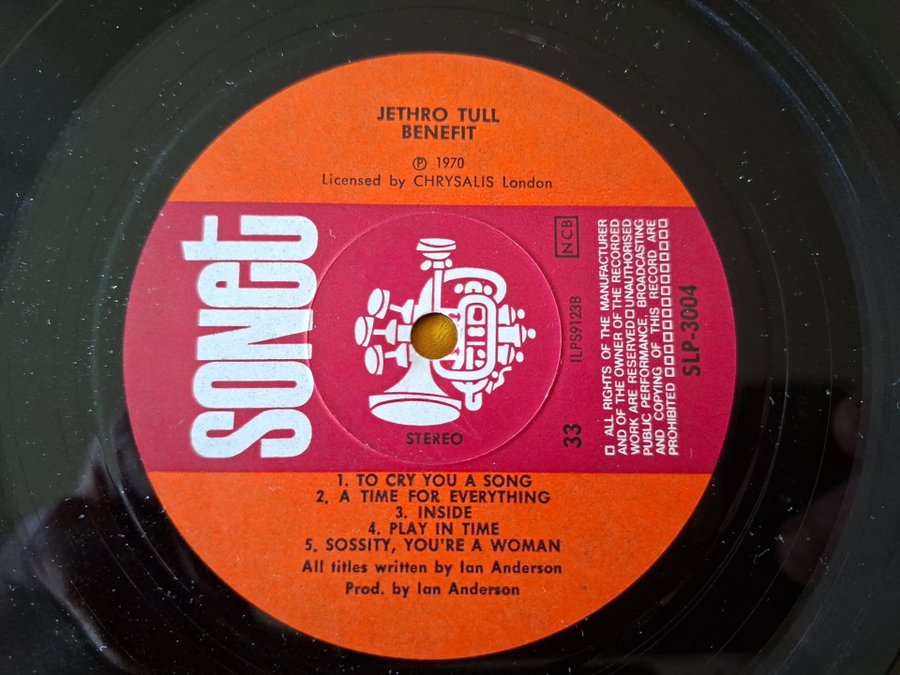 JETHRO TULL
BENEFIT
℗ 1970
Licensed by CHRYSALIS London
sonet
NCB
ILPS9123B
STEREO
33
□ ALL RIGHTS OF THE MANUFACTURER
AND OF THE OWNER OF THE RECORDED
WORK ARE RESERVED □ UNAUTHORISED
PUBLIC PERFORMANCE, BROADCASTING
AND COPYING OF THIS RECORD ARE
PROHIBITED □□□□□□□□□□□□□□
SLP-3004
1. TO CRY YOU A SONG
2. A TIME FOR EVERYTHING
3. INSIDE
4. PLAY IN TIME
5. SOSSITY, YOU'RE A WOMAN
All titles written by Ian Anderson
Prod. by Ian Anderson